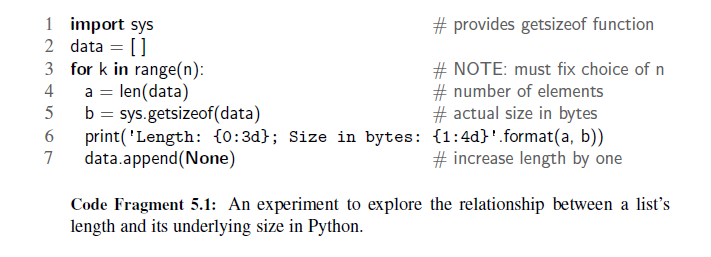 1 import sys # provides getsizeof function
2 data = [ ]
3 for k in range(n): # NOTE: must fix choice of n
4 a = len(data) # number of elements
5 b = sys.getsizeof(data) # actual size in bytes
6 print('Length: {0:3d}; Size in bytes: {1:4d}'.format(a, b))
7 data.append(None) # increase length by one
Code Fragment 5.1: An experiment to explore the relationship between a list's
length and its underlying size in Python.